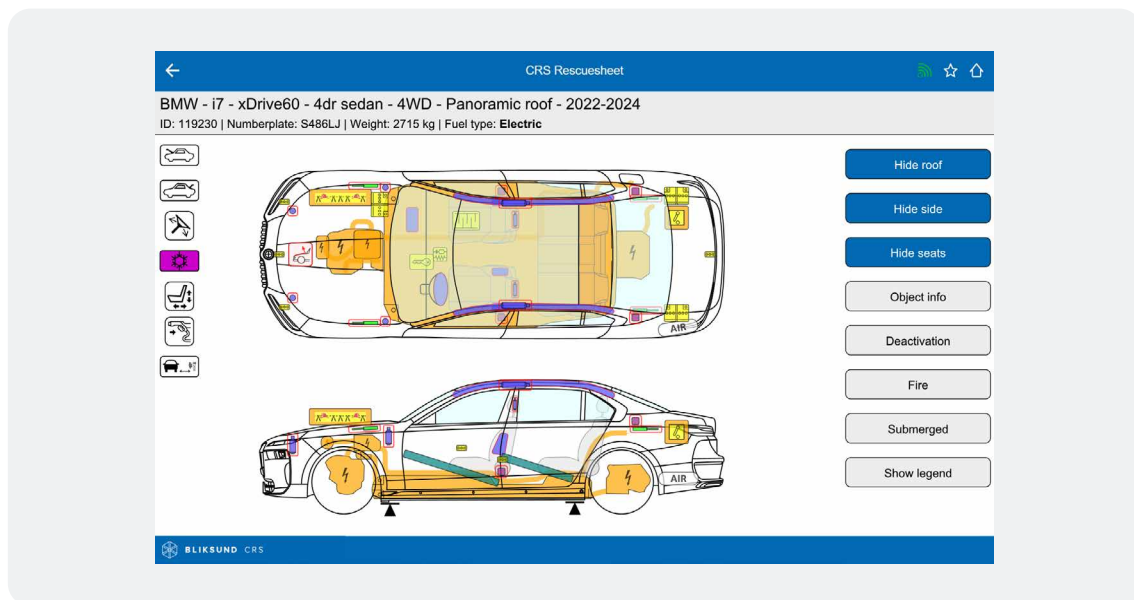 CRS Rescuesheet
BMW - i7 - xDrive60 - 4dr sedan - 4WD - Panoramic roof - 2022-2024
ID: 119230 | Numberplate: S486LJ | Weight: 2715 kg | Fuel type: Electric
Hide roof
Hide side
Hide seats
Object info
Deactivation
Fire
Submerged
Show legend
AIR
AIR
BLIKSUND CRS